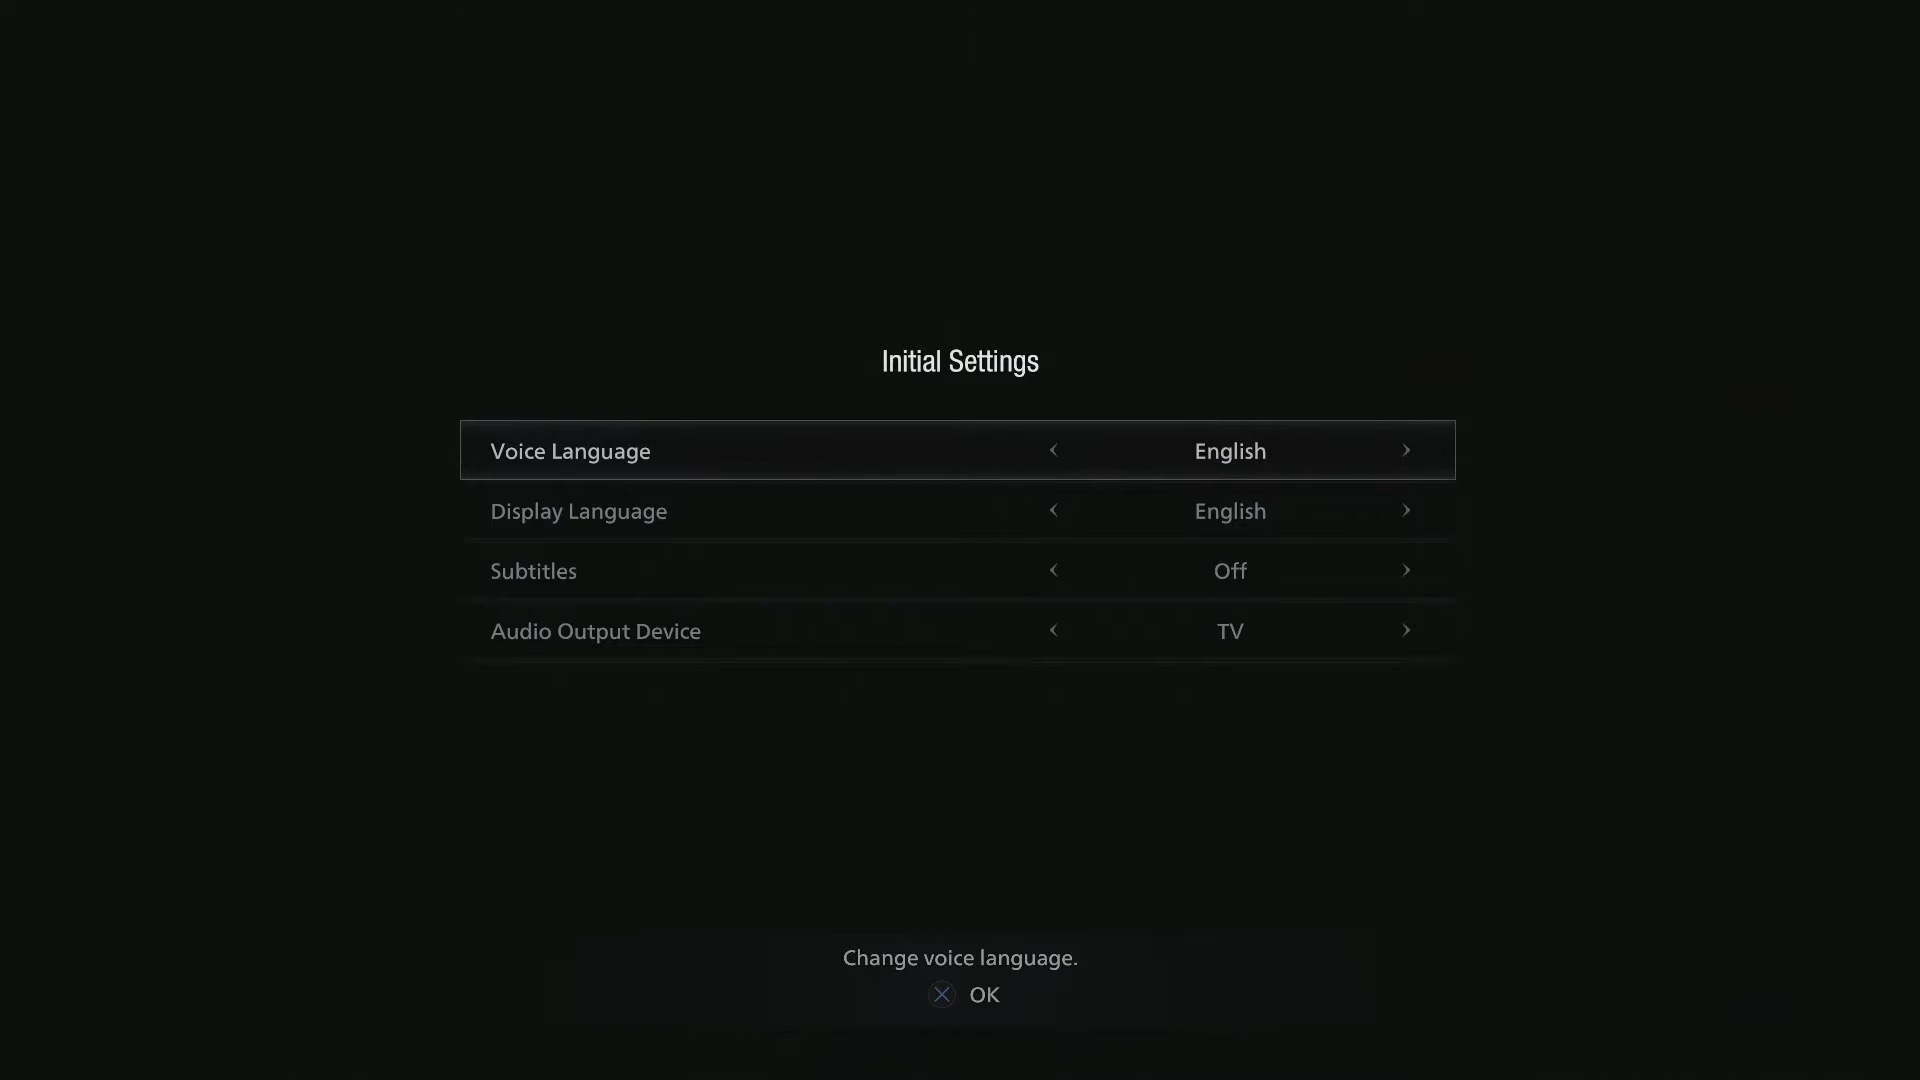 Initial Settings
Voice Language English
Display Language English
Subtitles Off
Audio Output Device TV
Change voice language.
OK